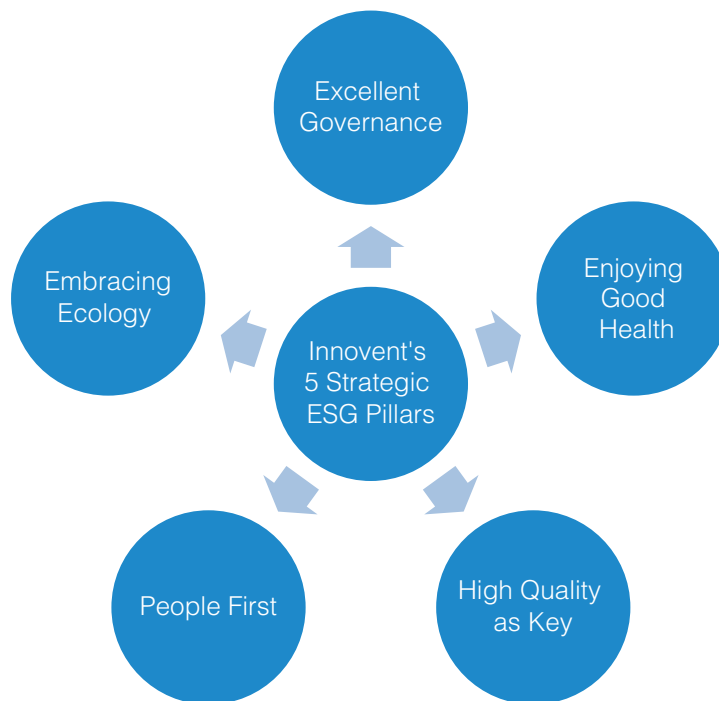 Excellent
Governance
Embracing
Ecology
Enjoying
Good
Health
Innovent's
5 Strategic
ESG Pillars
People First
High Quality
as Key